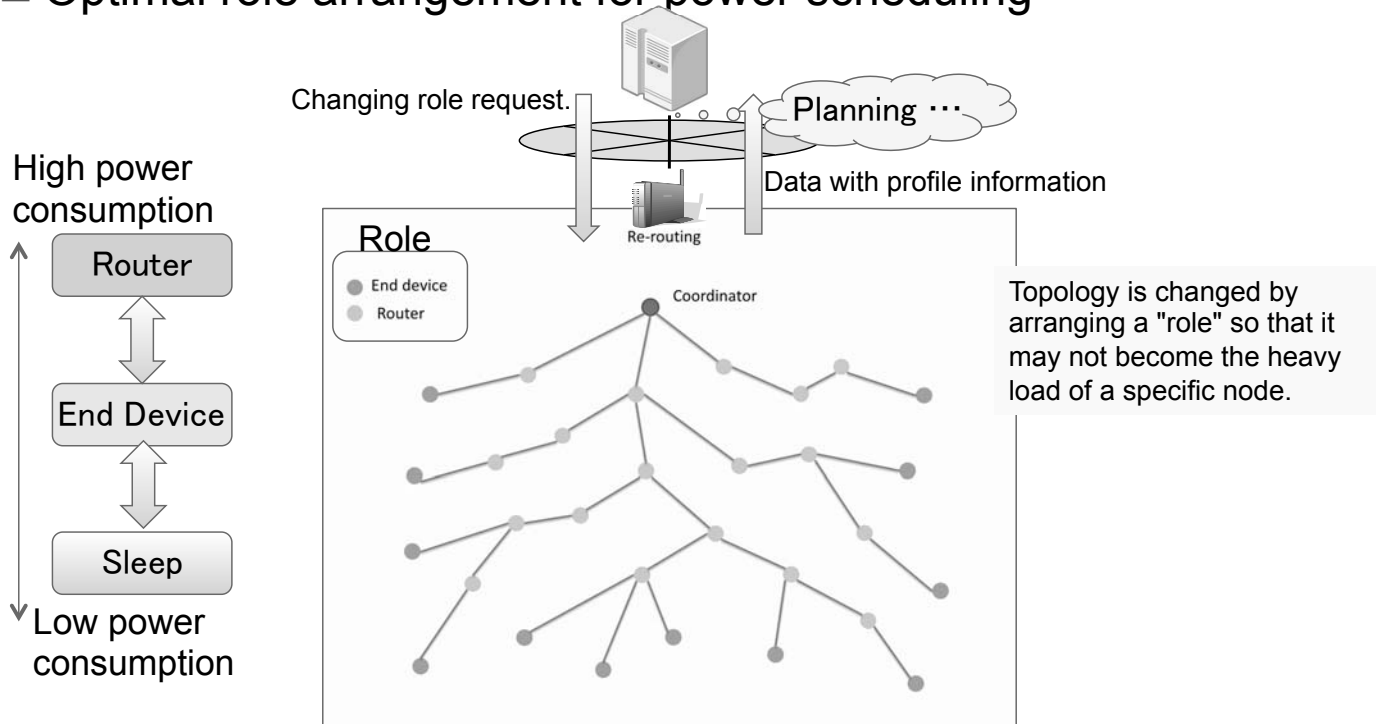 Optimal role arrangement for power scheduling
Changing role request.
Planning …
High power
consumption
Data with profile information
Re-routing
Role
Router
End device
Router
Coordinator
Topology is changed by
arranging a "role" so that it
may not become the heavy
load of a specific node.
End Device
Sleep
Low power
consumption